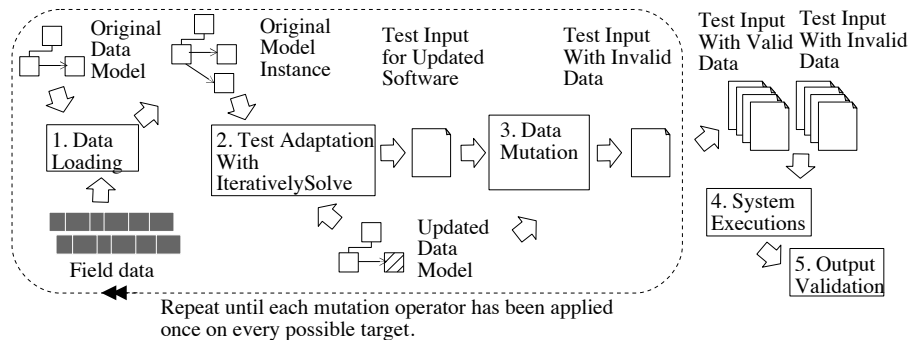 Original
Data
Model
Original
Model
Instance
Test Input
for Updated
Software
Test Input
With Invalid
Data
Test Input
With Valid
Data
Test Input
With Invalid
Data
1. Data
Loading
2. Test Adaptation
With
IterativelySolve
3. Data
Mutation
4. System
Executions
5. Output
Validation
Updated
Data
Model
Field data
Repeat until each mutation operator has been applied
once on every possible target.